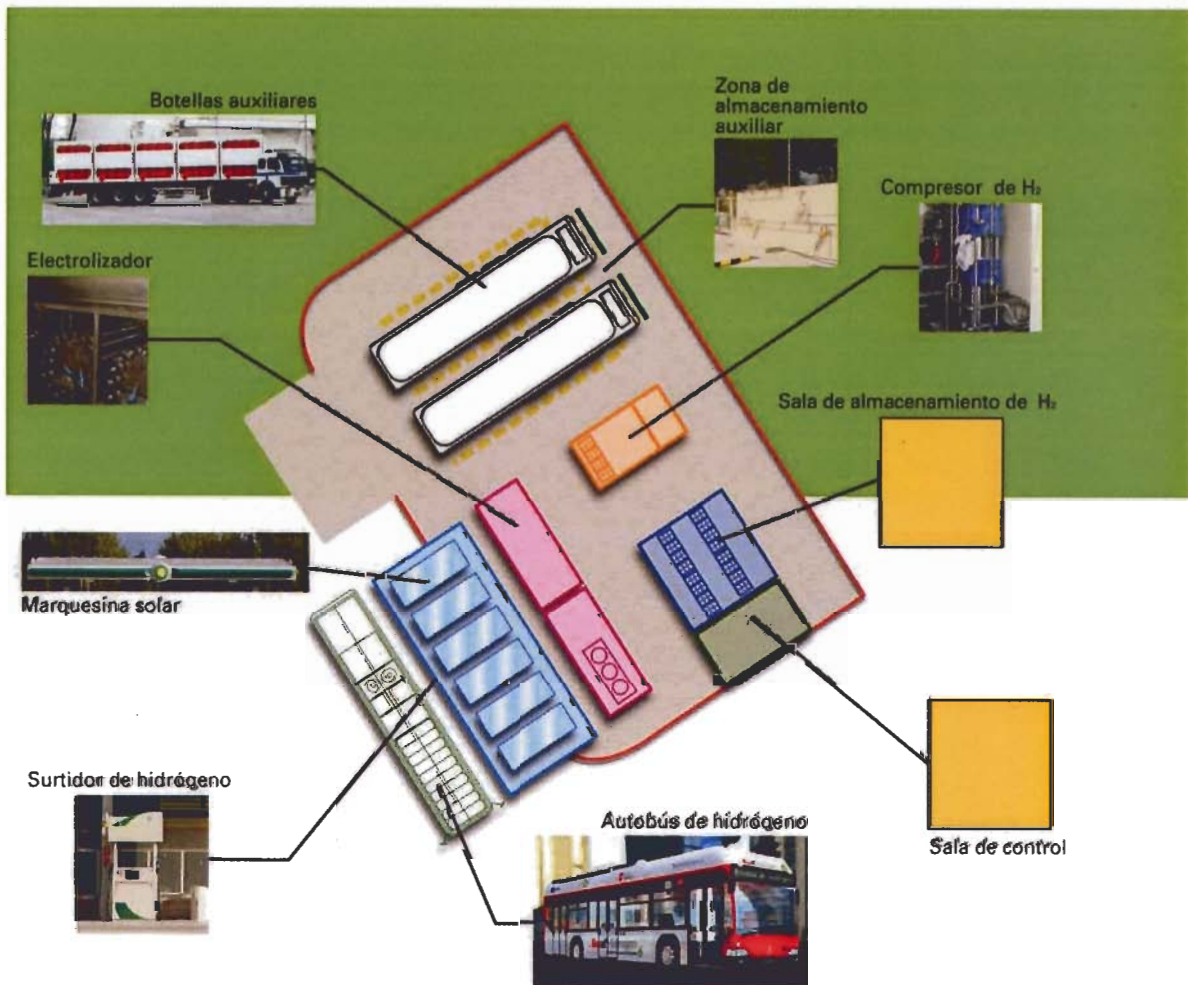 Botellas auxiliares
Zona de
almacenamiento
auxiliar
Compresor de H₂
Electrolizador
Sala de almacenamiento de H₂
Marquesina solar
Surtidor de hidrógeno
Autobús de hidrógeno
Sala de control